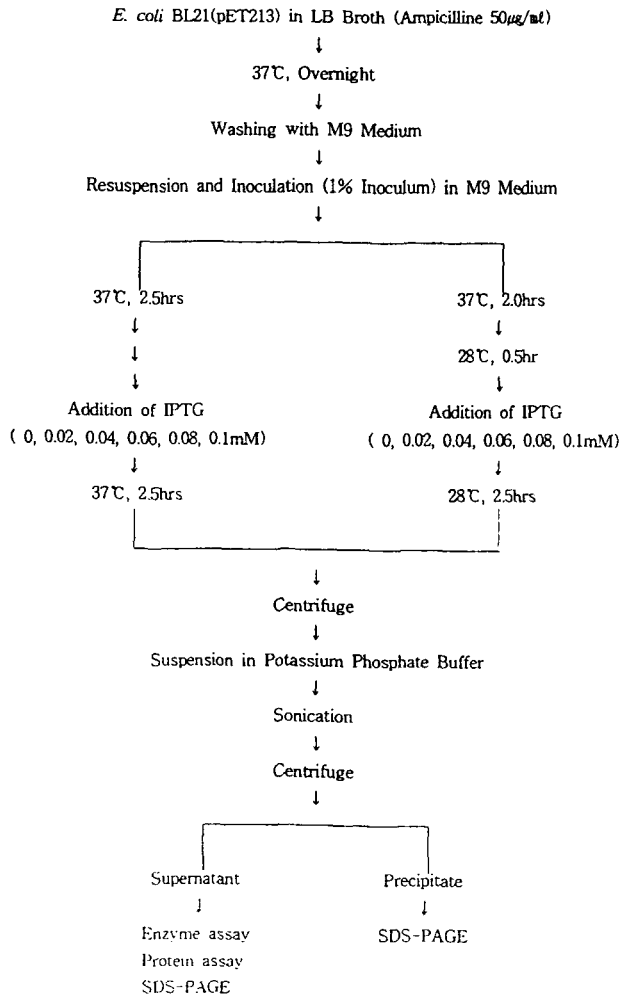 E. coli BL21(pET213) in LB Broth (Ampicilline 50㎍/㎖)
↓
37℃, Overnight
↓
Washing with M9 Medium
↓
Resuspension and Inoculation (1% Inoculum) in M9 Medium
↓
37℃, 2.5hrs
↓
↓
↓
Addition of IPTG
( 0, 0.02, 0.04, 0.06, 0.08, 0.1mM)
↓
37℃, 2.5hrs
37℃, 2.0hrs
↓
28℃, 0.5hr
↓
Addition of IPTG
( 0, 0.02, 0.04, 0.06, 0.08, 0.1mM)
↓
28℃, 2.5hrs
↓
Centrifuge
↓
Suspension in Potassium Phosphate Buffer
↓
Sonication
↓
Centrifuge
↓
Supernatant
↓
Enzyme assay
Protein assay
SDS-PAGE
Precipitate
↓
SDS-PAGE